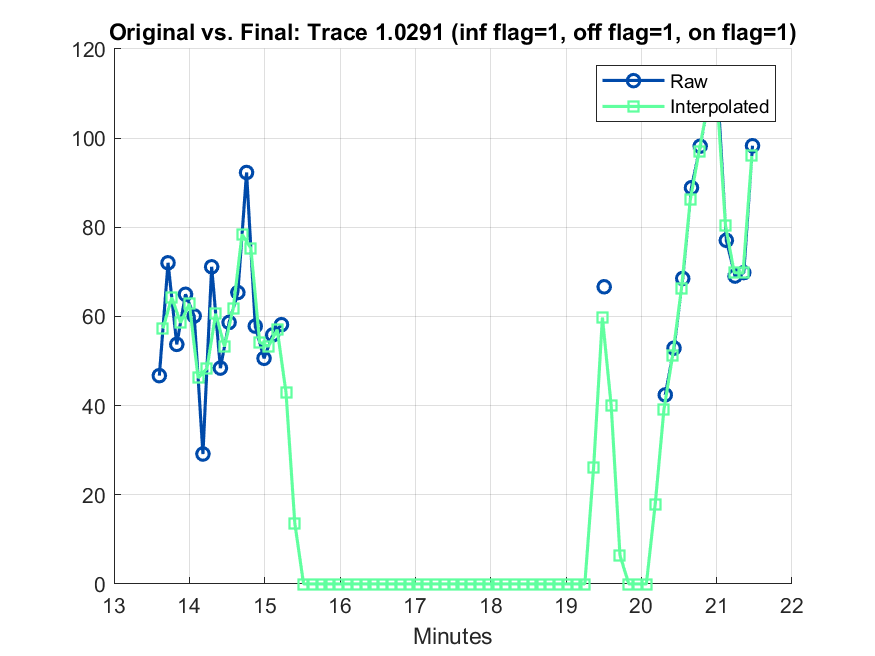 Original vs. Final: Trace 1.0291 (inf flag=1, off flag=1, on flag=1)
120
100
80
60
40
20
0
Raw
Interpolated
13 14 15 16 17 18 19 20 21 22
Minutes